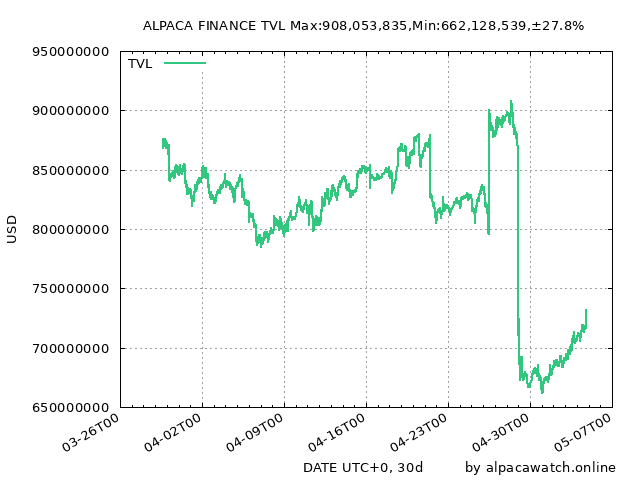 ALPACA FINANCE TVL Max:908,053,835,Min:662,128,539,±27.8%
950000000
TVL
900000000
850000000
800000000
750000000
700000000
650000000
USD
03-26T00
04-02T00
04-09T00
04-16T00
04-23T00
04-30T00
05-07T00
DATE UTC+0, 30d
by alpacawatch.online